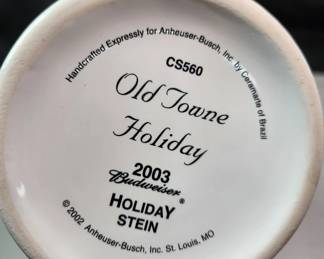 Handcrafted Expressly for Anheuser-Busch, Inc. by Ceramarte of Brazil
CS560
Old Towne
Holiday
2003
Budweiser®
HOLIDAY
STEIN
© 2002 Anheuser-Busch, Inc. St. Louis, MO